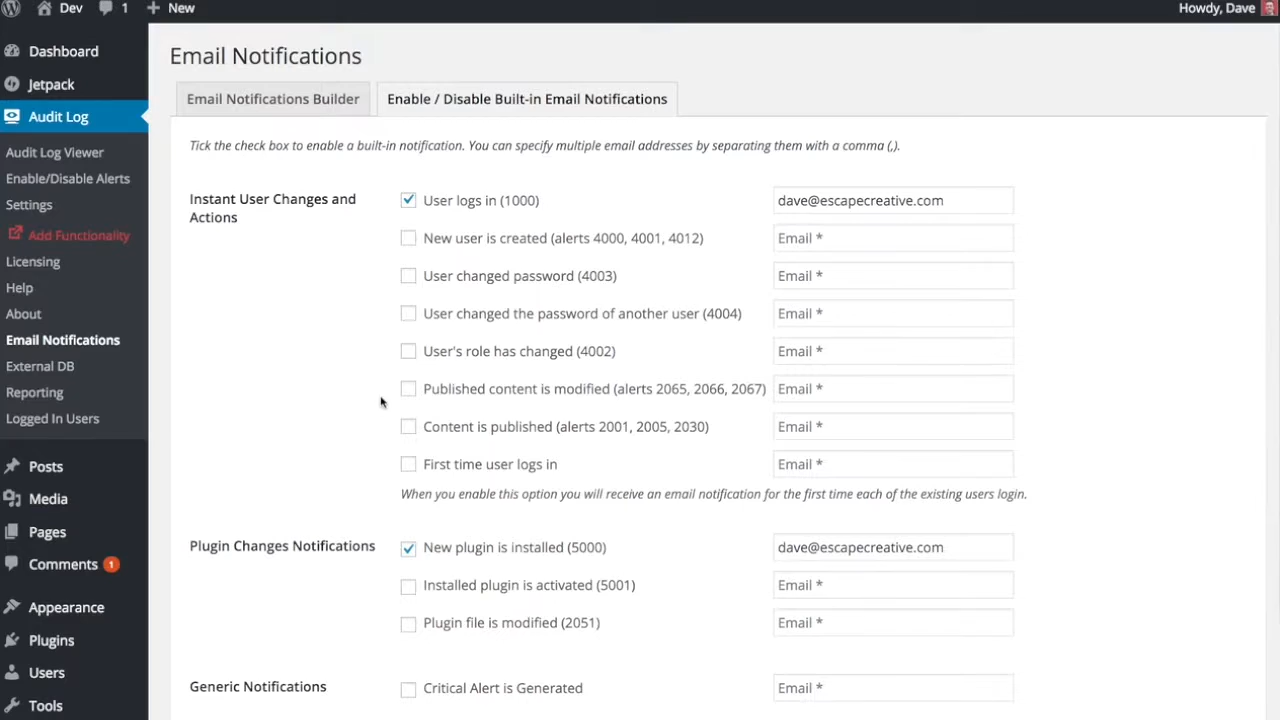 Dev
1
New
Howdy, Dave
Dashboard
Jetpack
Audit Log
Audit Log Viewer
Enable/Disable Alerts
Settings
Add Functionality
Licensing
Help
About
Email Notifications
External DB
Reporting
Logged In Users
Posts
Media
Pages
Comments 1
Appearance
Plugins
Users
Tools
Email Notifications
Email Notifications Builder
Enable / Disable Built-in Email Notifications
Tick the check box to enable a built-in notification. You can specify multiple email addresses by separating them with a comma (,).
Instant User Changes and
Actions
User logs in (1000) dave@escapecreative.com
New user is created (alerts 4000, 4001, 4012) Email *
User changed password (4003) Email *
User changed the password of another user (4004) Email *
User's role has changed (4002) Email *
Published content is modified (alerts 2065, 2066, 2067) Email *
Content is published (alerts 2001, 2005, 2030) Email *
First time user logs in Email *
When you enable this option you will receive an email notification for the first time each of the existing users login.
Plugin Changes Notifications
New plugin is installed (5000) dave@escapecreative.com
Installed plugin is activated (5001) Email *
Plugin file is modified (2051) Email *
Generic Notifications
Critical Alert is Generated Email *